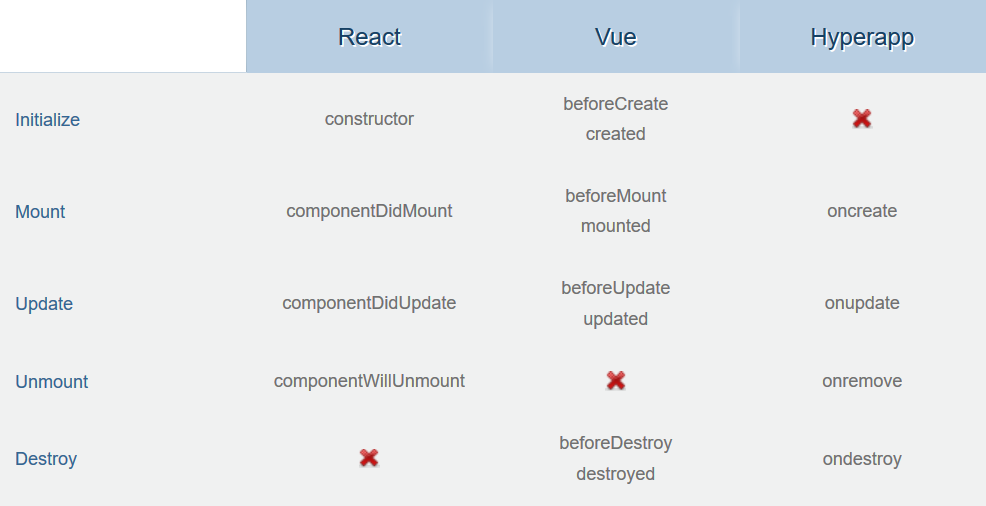 React Vue Hyperapp
Initialize constructor beforeCreate created
Mount componentDidMount beforeMount mounted oncreate
Update componentDidUpdate beforeUpdate updated onupdate
Unmount componentWillUnmount onremove
Destroy beforeDestroy destroyed ondestroy